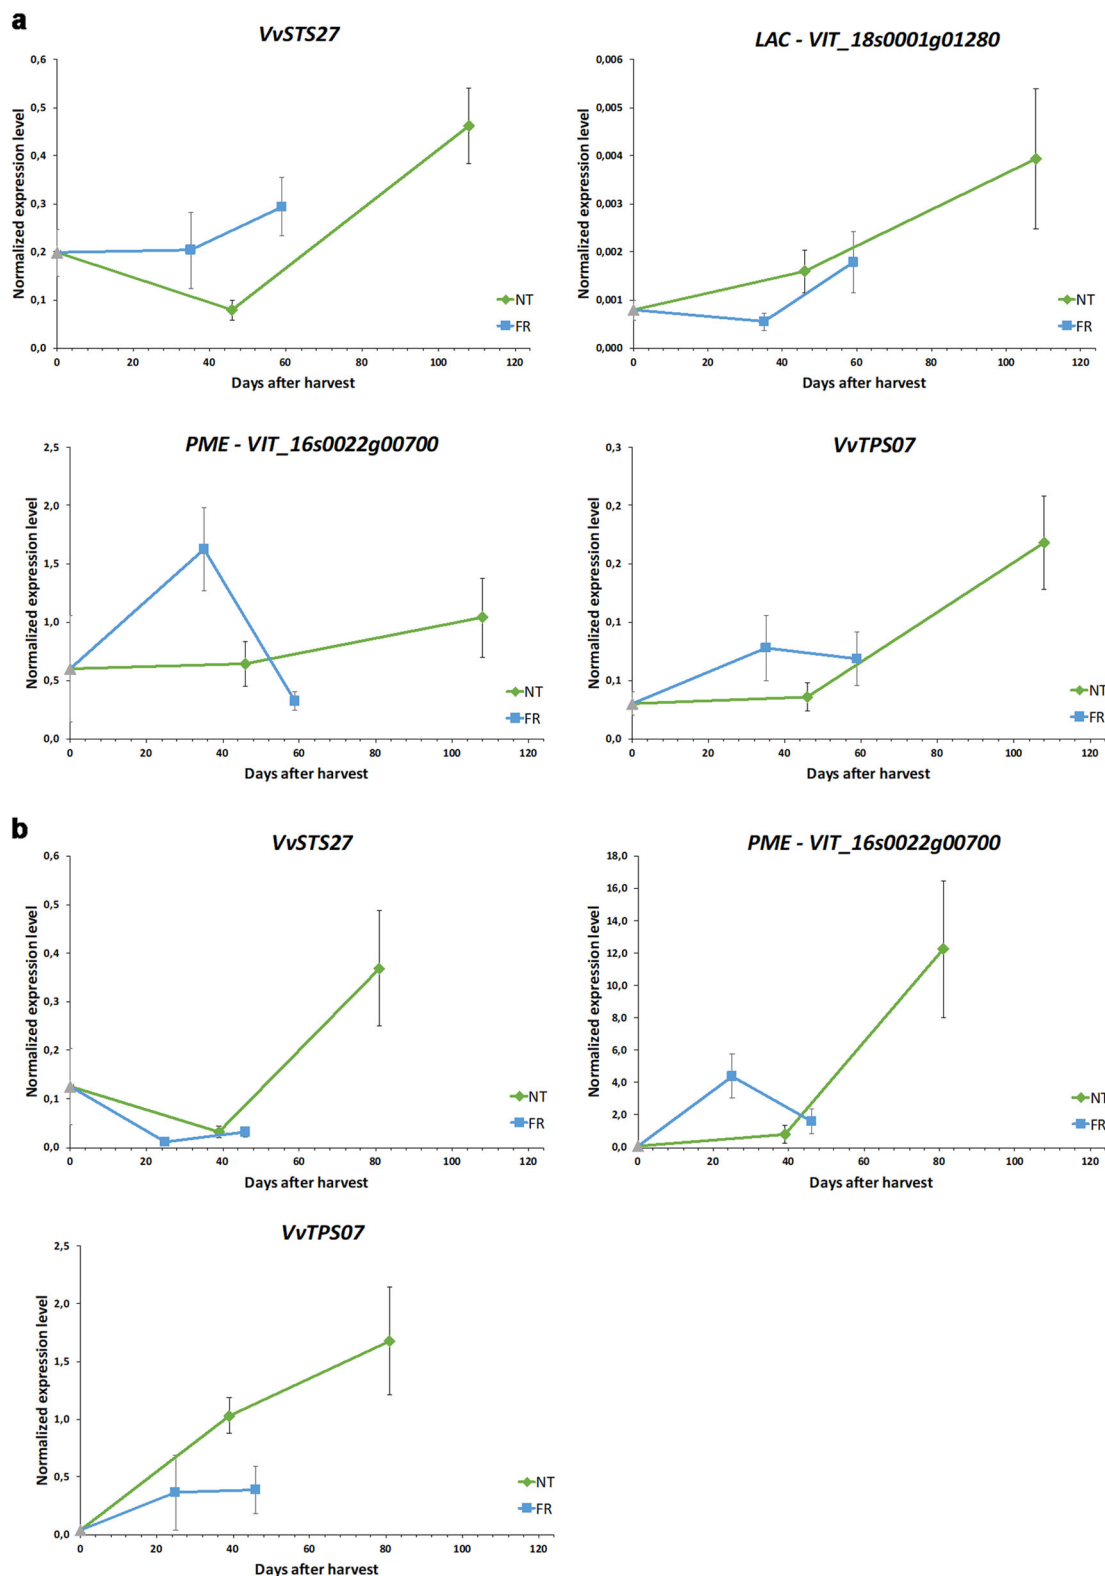 a
VvSTS27
Normalized expression level
0,6
0,5
0,4
0,3
0,2
0,1
0,0
0 20 40 60 80 100 120
Days after harvest
NT
FR
LAC - VIT_18s0001g01280
Normalized expression level
0,006
0,005
0,004
0,003
0,002
0,001
0,000
0 20 40 60 80 100 120
Days after harvest
NT
FR
PME - VIT_16s0022g00700
Normalized expression level
2,5
2,0
1,5
1,0
0,5
0,0
0 20 40 60 80 100 120
Days after harvest
NT
FR
VvTPS07
Normalized expression level
0,3
0,2
0,2
0,1
0,1
0,0
0 20 40 60 80 100 120
Days after harvest
NT
FR
b
VvSTS27
Normalized expression level
0,6
0,5
0,4
0,3
0,2
0,1
0,0
0 20 40 60 80 100 120
Days after harvest
NT
FR
PME - VIT_16s0022g00700
Normalized expression level
18,0
16,0
14,0
12,0
10,0
8,0
6,0
4,0
2,0
0,0
0 20 40 60 80 100 120
Days after harvest
NT
FR
VvTPS07
Normalized expression level
2,5
2,0
1,5
1,0
0,5
0,0
0 20 40 60 80 100 120
Days after harvest
NT
FR